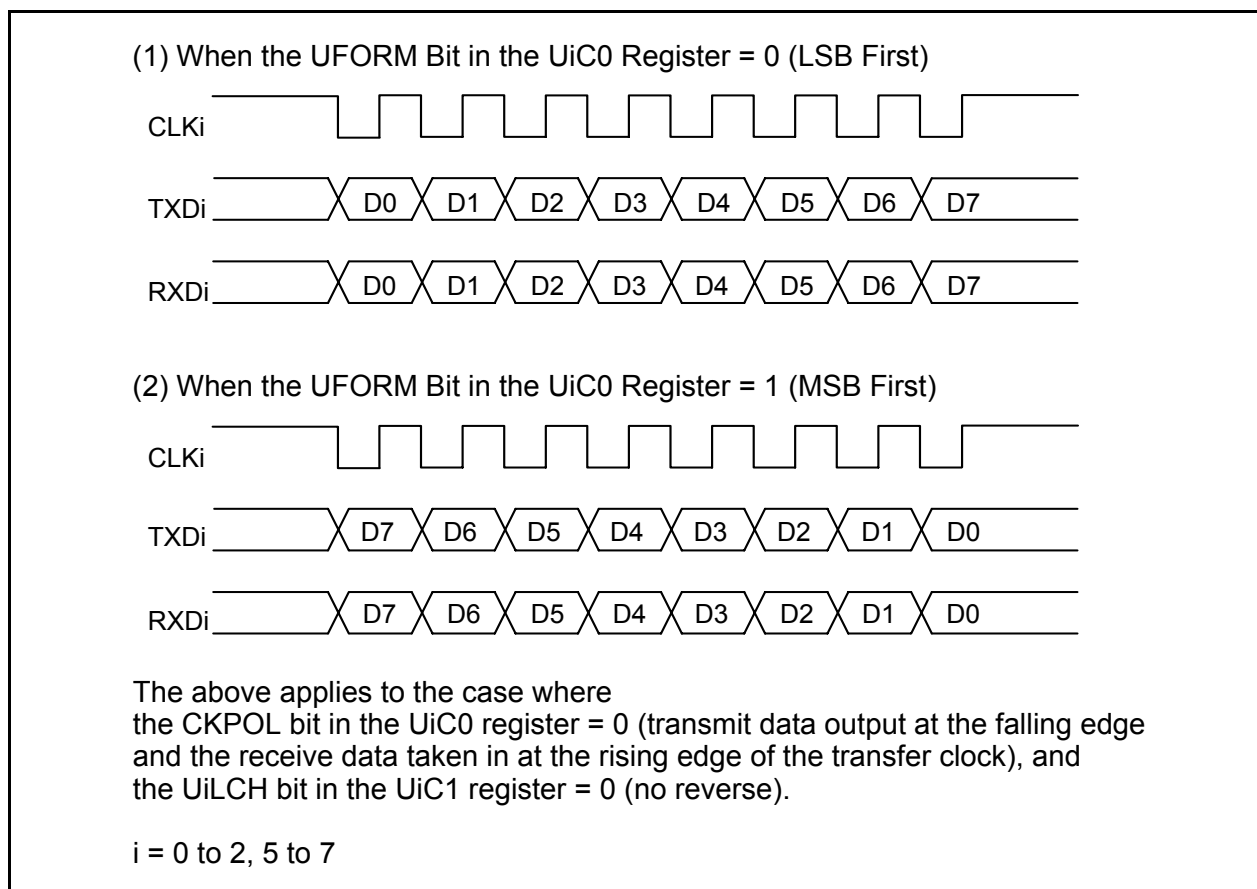 (1) When the UFORM Bit in the UiC0 Register = 0 (LSB First)
CLKi
TXDi D0 D1 D2 D3 D4 D5 D6 D7
RXDi D0 D1 D2 D3 D4 D5 D6 D7
(2) When the UFORM Bit in the UiC0 Register = 1 (MSB First)
CLKi
TXDi D7 D6 D5 D4 D3 D2 D1 D0
RXDi D7 D6 D5 D4 D3 D2 D1 D0
The above applies to the case where
the CKPOL bit in the UiC0 register = 0 (transmit data output at the falling edge
and the receive data taken in at the rising edge of the transfer clock), and
the UiLCH bit in the UiC1 register = 0 (no reverse).
i = 0 to 2, 5 to 7